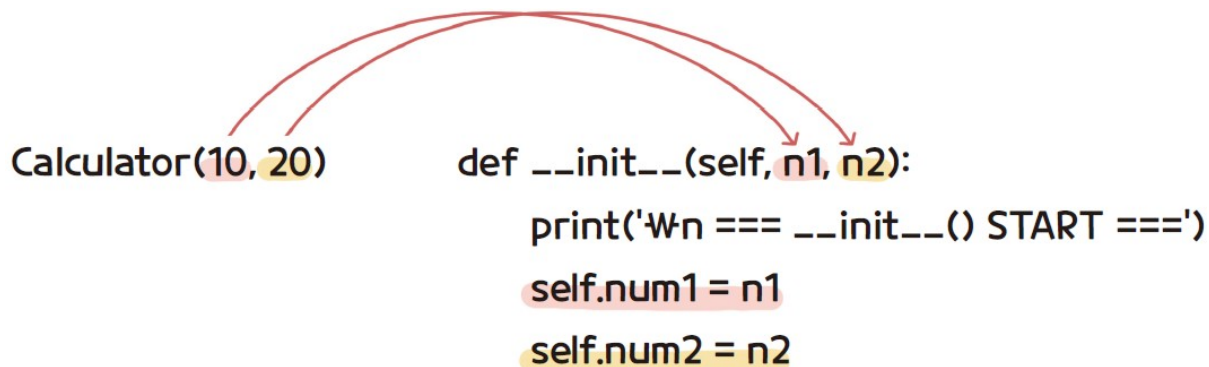 Calculator(10, 20)
def __init__(self, n1, n2):
print('₩n === __init__() START ===')
self.num1 = n1
self.num2 = n2